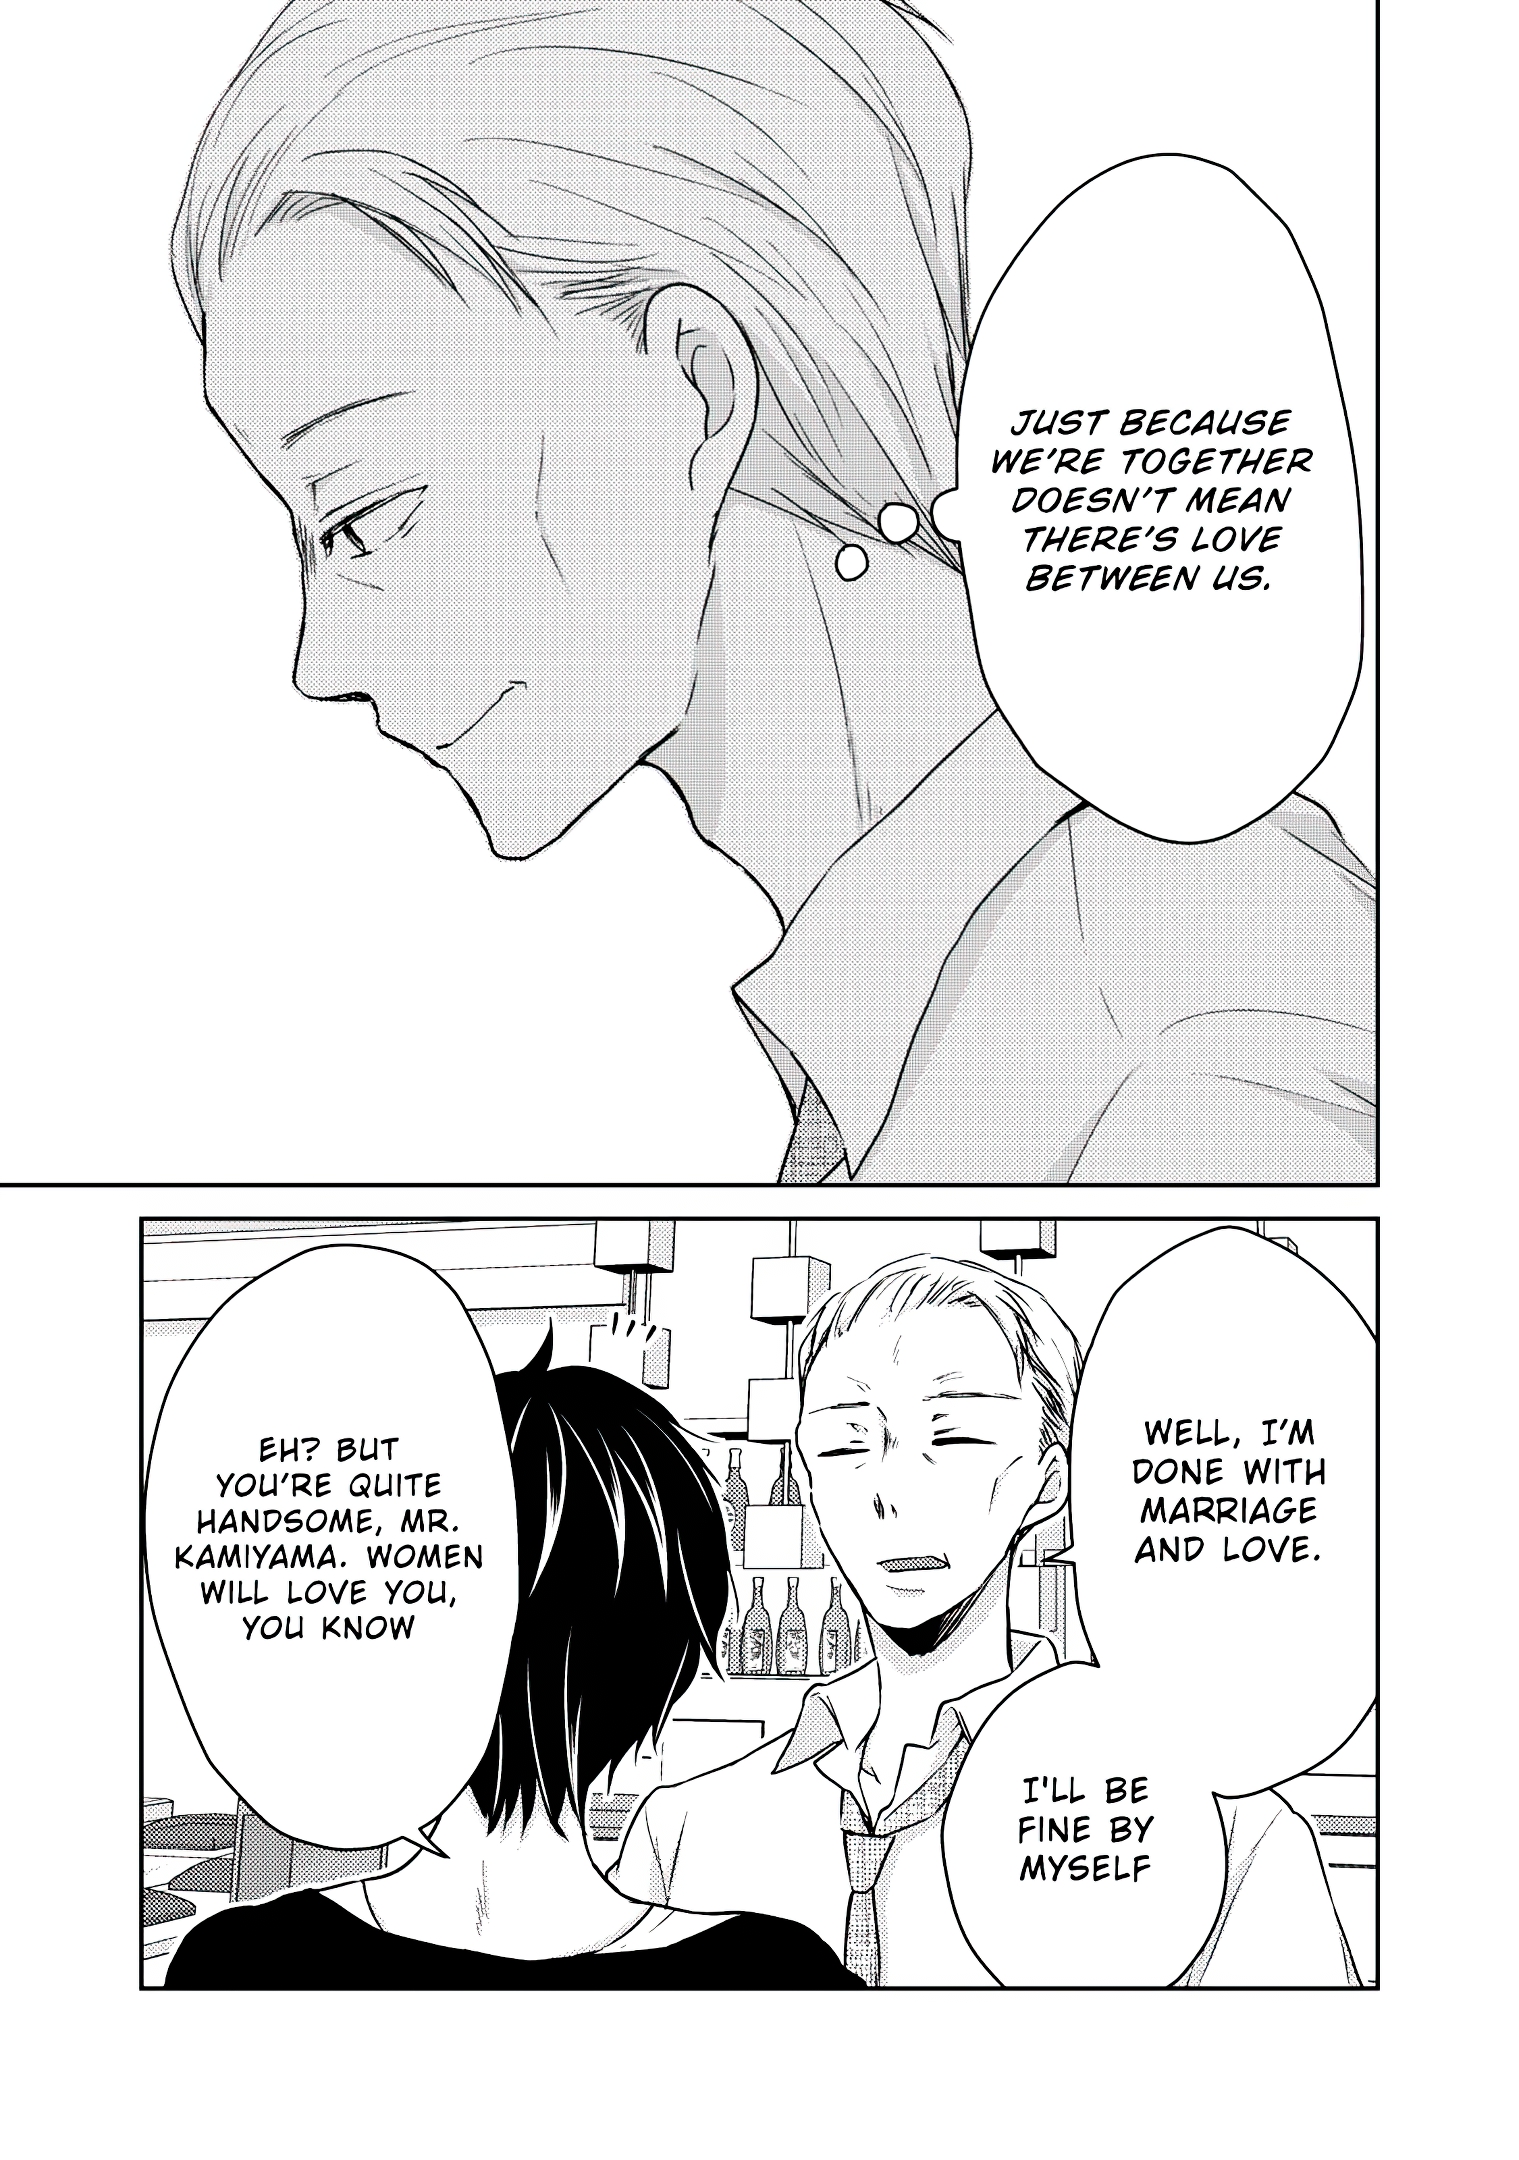 JUST BECAUSE
WE'RE TOGETHER
DOESN'T MEAN
THERE'S LOVE
BETWEEN US.
WELL, I'M
DONE WITH
MARRIAGE
AND LOVE.
I'LL BE
FINE BY
MYSELF
EH? BUT
YOU'RE QUITE
HANDSOME, MR.
KAMIYAMA. WOMEN
WILL LOVE YOU,
YOU KNOW